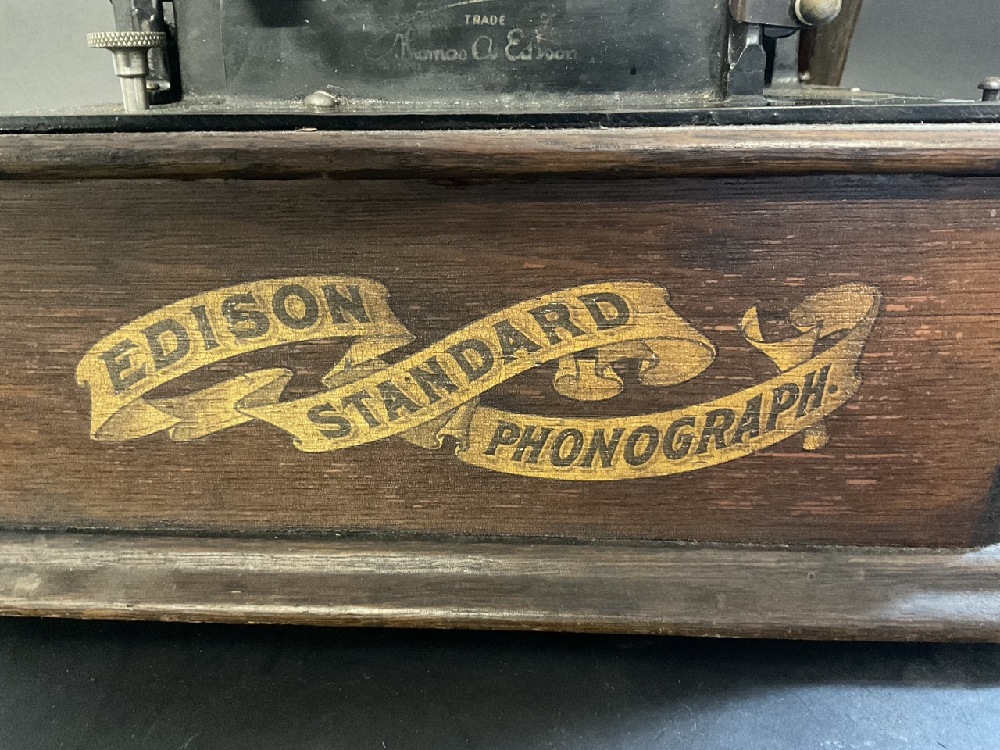 TRADE
Thomas A Edison
EDISON
STANDARD
PHONOGRAPH.